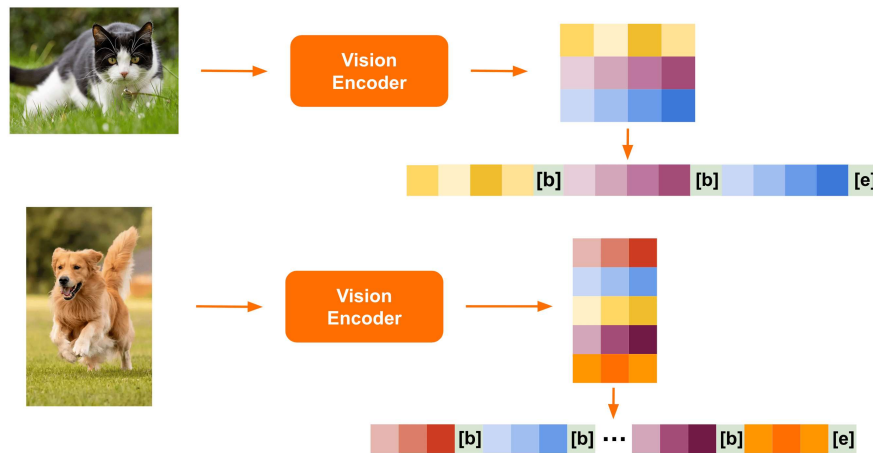 Vision
Encoder
[b] [b] [e]
Vision
Encoder
[b] [b] ... [b] [e]